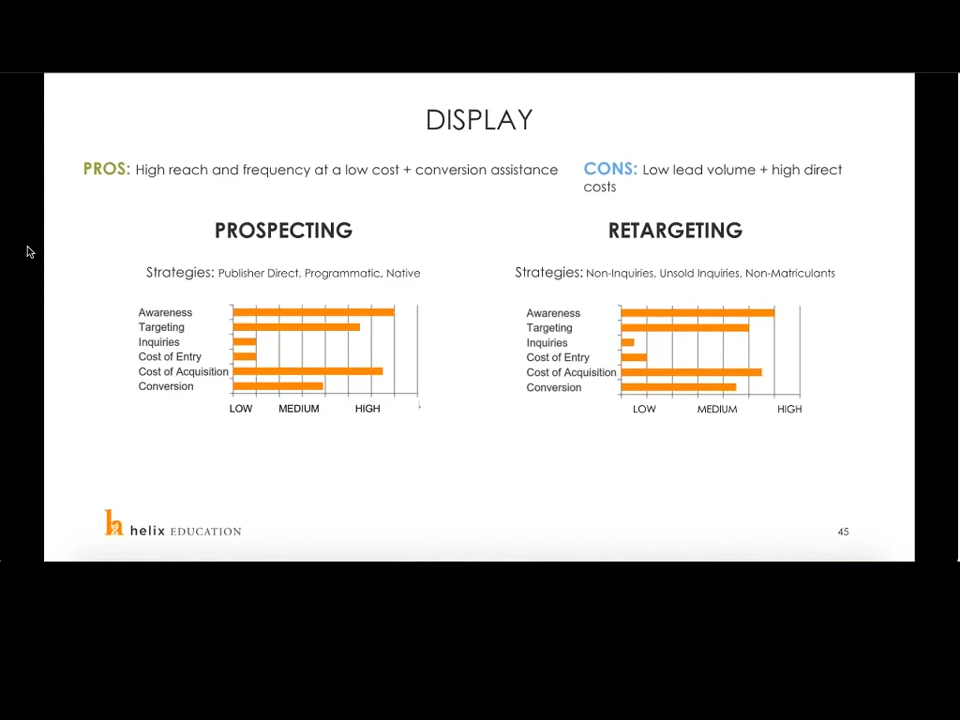 DISPLAY
PROS: High reach and frequency at a low cost + conversion assistance
CONS: Low lead volume + high direct
costs
PROSPECTING
Strategies: Publisher Direct, Programmatic, Native
Awareness
Targeting
Inquiries
Cost of Entry
Cost of Acquisition
Conversion
LOW MEDIUM HIGH
RETARGETING
Strategies: Non-Inquiries, Unsold Inquiries, Non-Matriculants
Awareness
Targeting
Inquiries
Cost of Entry
Cost of Acquisition
Conversion
LOW MEDIUM HIGH
helix EDUCATION
45